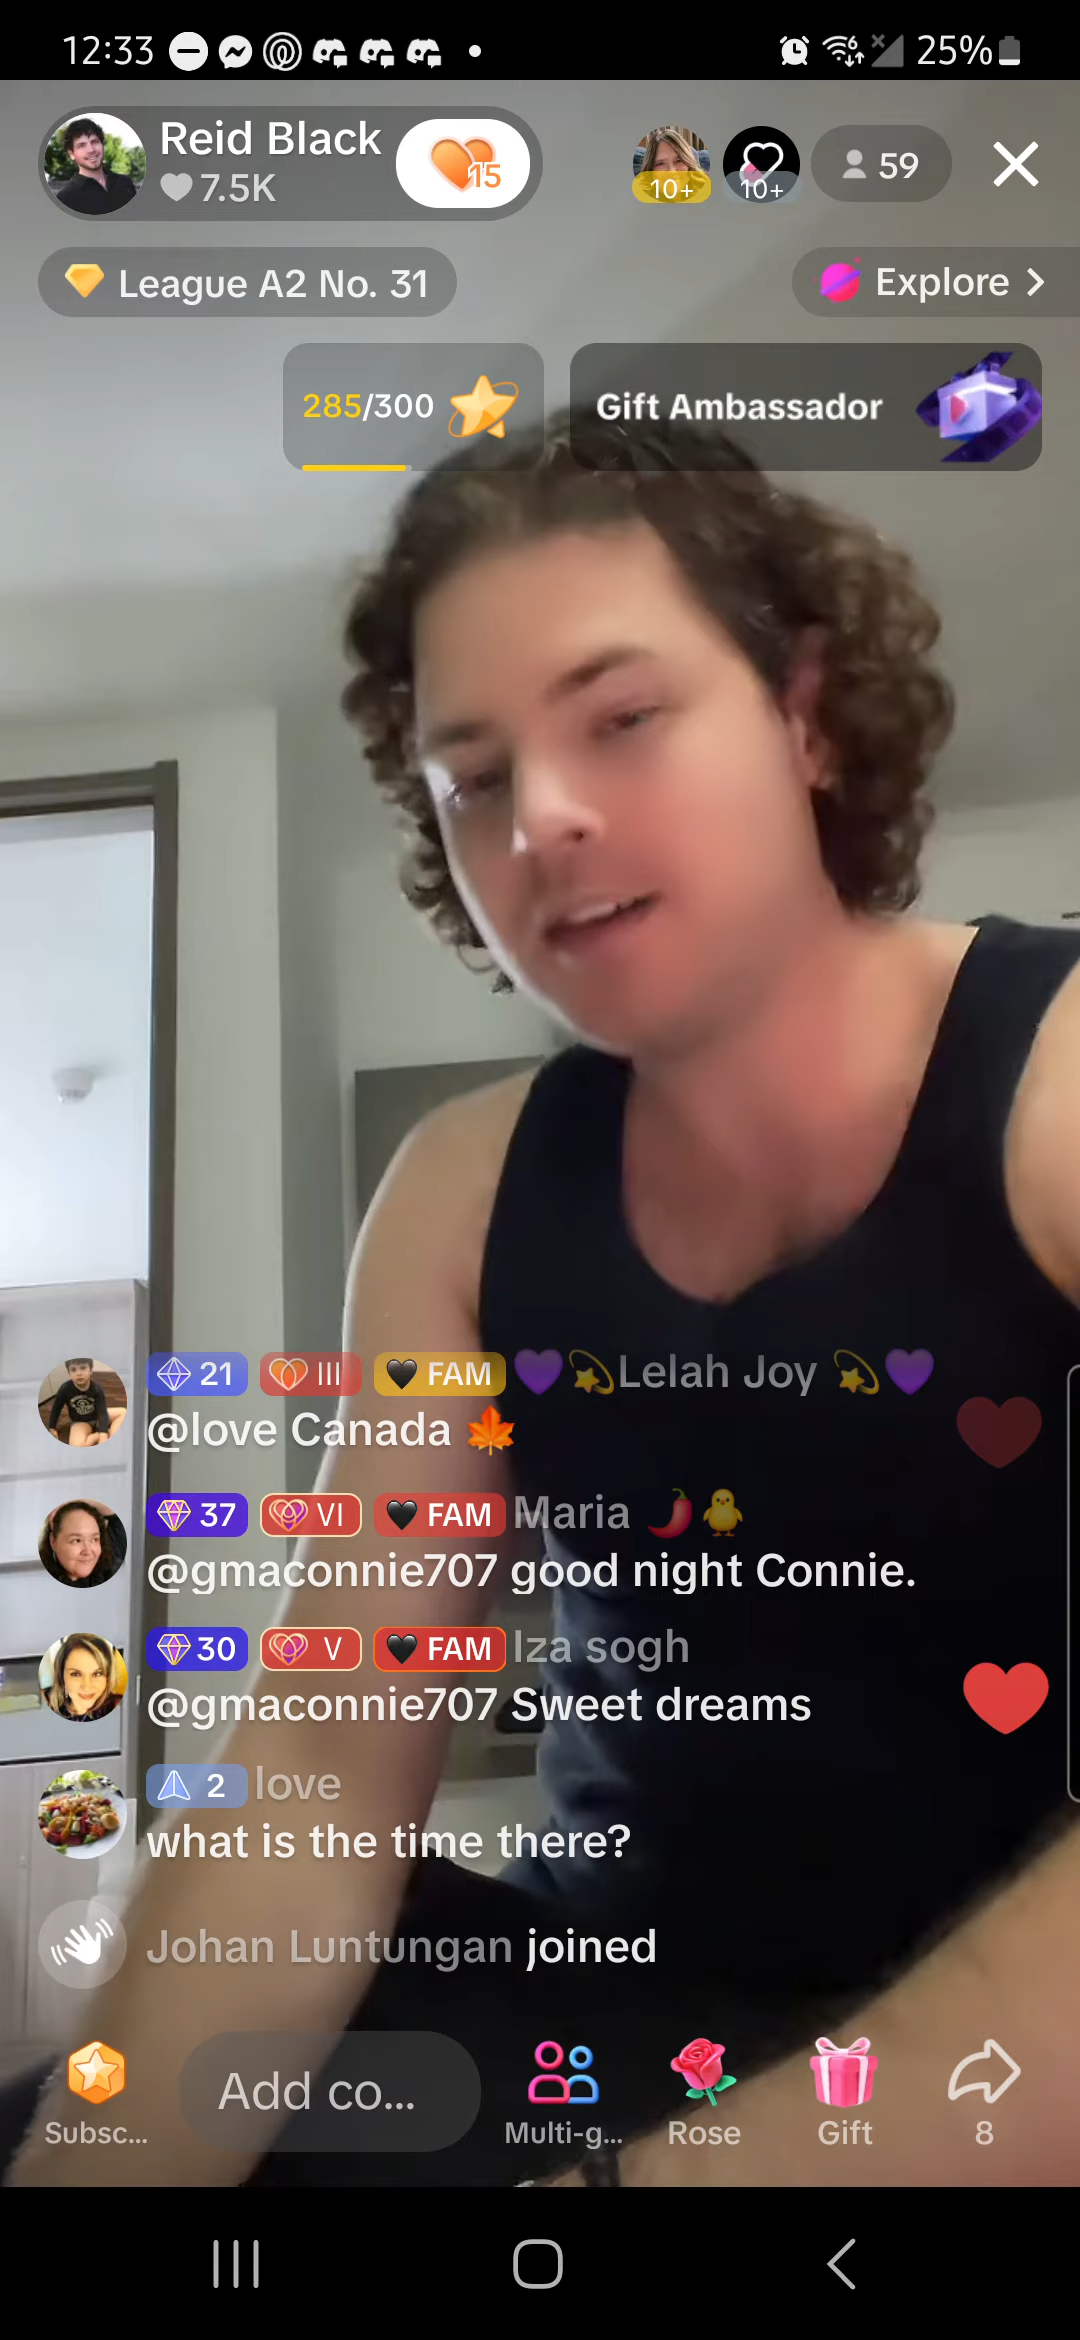 12:33
25%
Reid Black
7.5K
15
10+
10+
59
League A2 No. 31
Explore
285/300
Gift Ambassador
21 III FAM Lelah Joy
@love Canada
37 VI FAM Maria
@gmaconnie707 good night Connie.
30 V FAM Iza sogh
@gmaconnie707 Sweet dreams
2 love
what is the time there?
Johan Luntungan joined
Add co...
Subsc...
Multi-g...
Rose
Gift
8